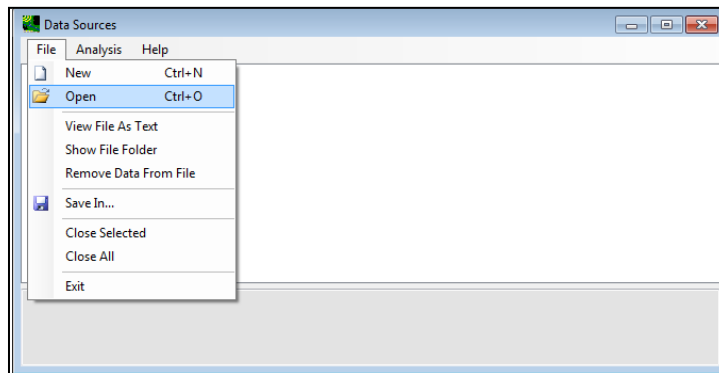 Data Sources
File Analysis Help
New Ctrl+N
Open Ctrl+O
View File As Text
Show File Folder
Remove Data From File
Save In...
Close Selected
Close All
Exit